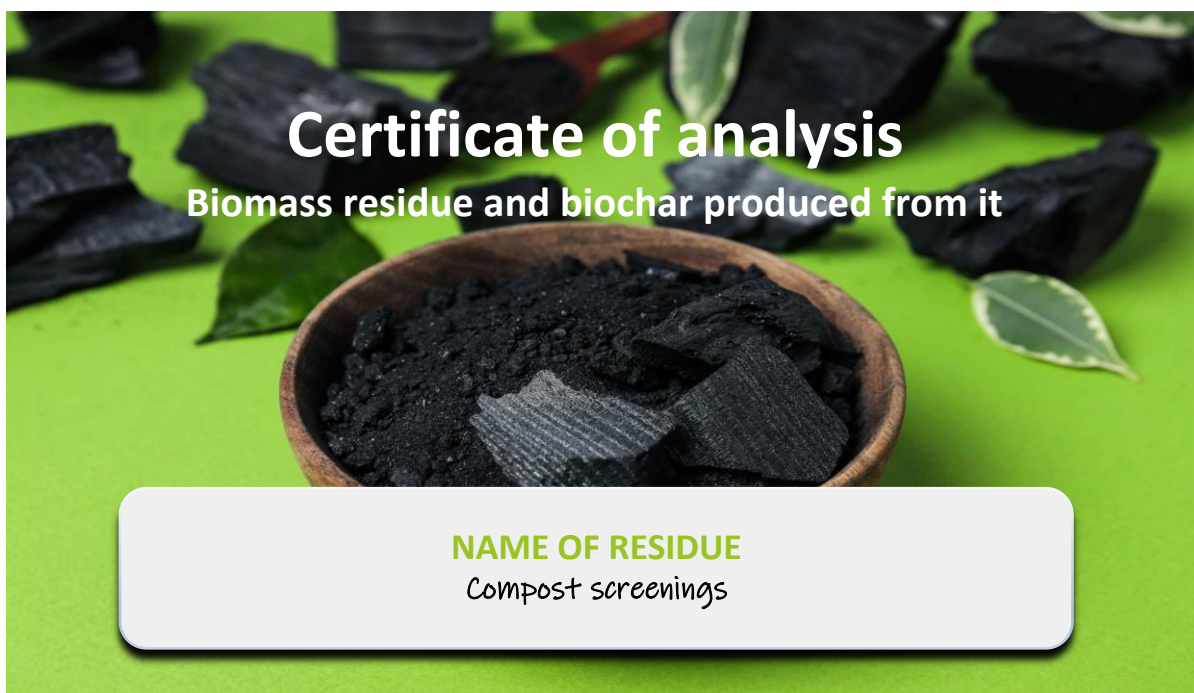 Certificate of analysis
Biomass residue and biochar produced from it
NAME OF RESIDUE
Compost screenings